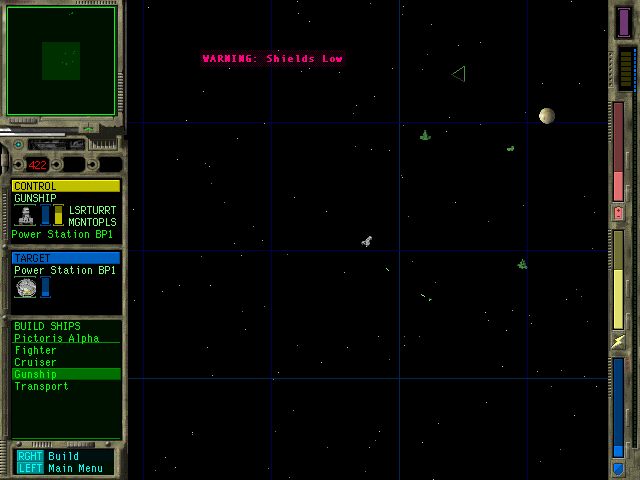 WARNING: Shields Low
422
CONTROL
GUNSHIP
LSRTURRT
MGNTOPLS
Power Station BP1
TARGET
Power Station BP1
BUILD SHIPS
Pictoris Alpha
Fighter
Cruiser
Gunship
Transport
RGHT Build
LEFT Main Menu